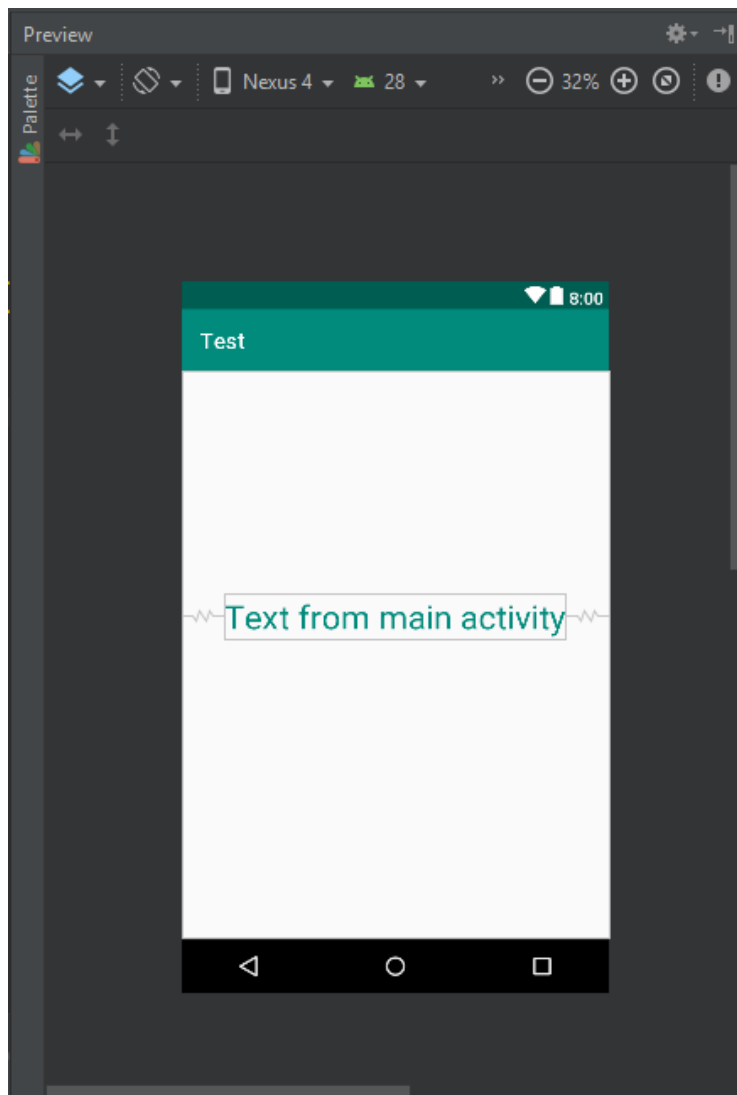 Preview
Palette
Nexus 4 28 32%
8:00
Test
Text from main activity